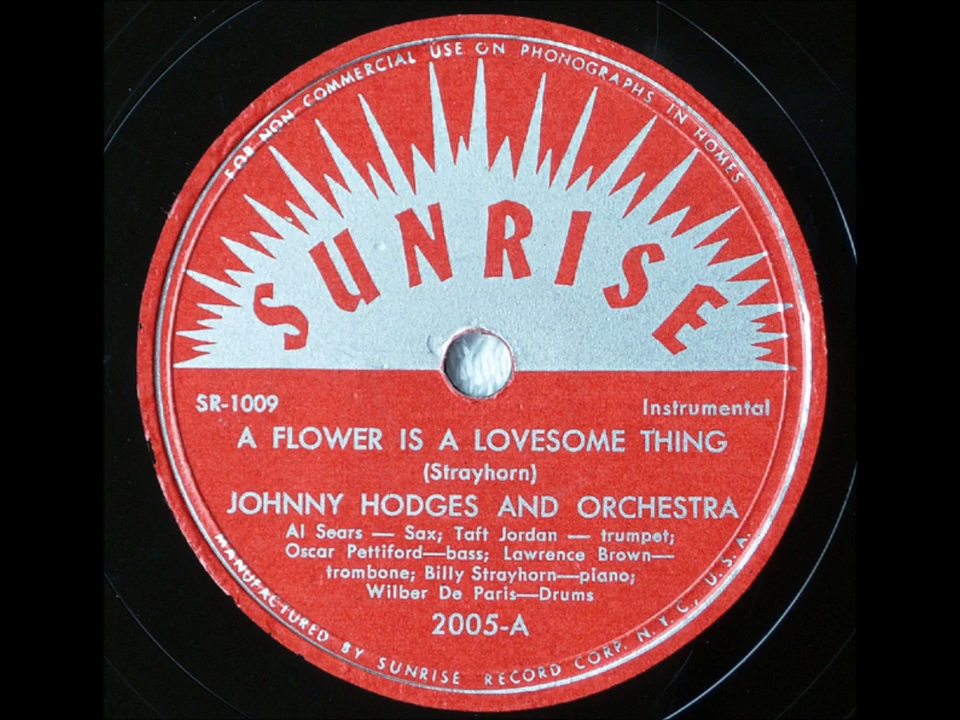 FOR NON-COMMERCIAL USE ON PHONOGRAPHS IN HOMES
SUNRISE
SR-1009
Instrumental
A FLOWER IS A LOVESOME THING
(Strayhorn)
JOHNNY HODGES AND ORCHESTRA
Al Sears — Sax; Taft Jordan — trumpet;
Oscar Pettiford—bass; Lawrence Brown—
trombone; Billy Strayhorn—piano;
Wilber De Paris—Drums
2005-A
MANUFACTURED BY SUNRISE RECORD CORP. N.Y.C., U.S.A.